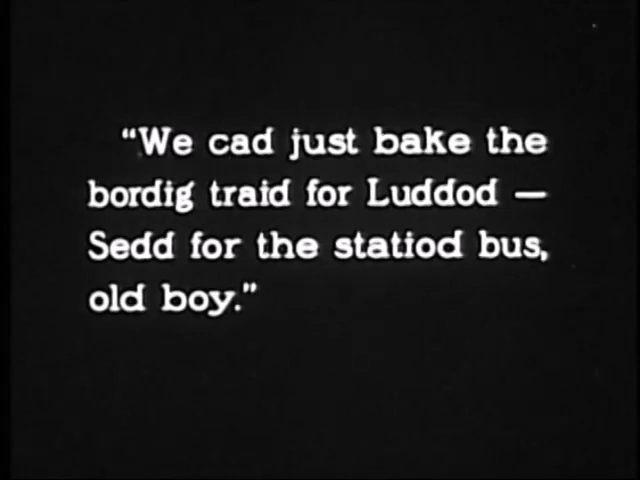 “We cad just bake the
bordig traid for Luddod —
Sedd for the statiod bus,
old boy.”